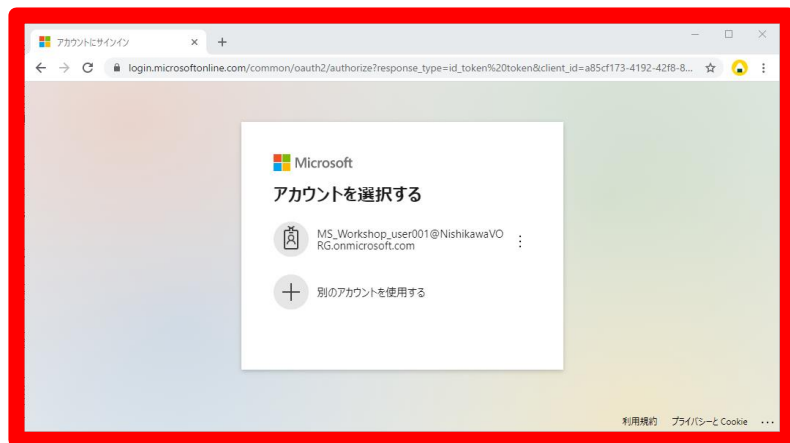 アカウントにサインイン
login.microsoftonline.com/common/oauth2/authorize?response_type=id_token%20token&client_id=a85cf173-4192-42f8-8...
Microsoft
アカウントを選択する
MS_Workshop_user001@NishikawaVO
RG.onmicrosoft.com
別のアカウントを使用する
利用規約 プライバシーと Cookie ...